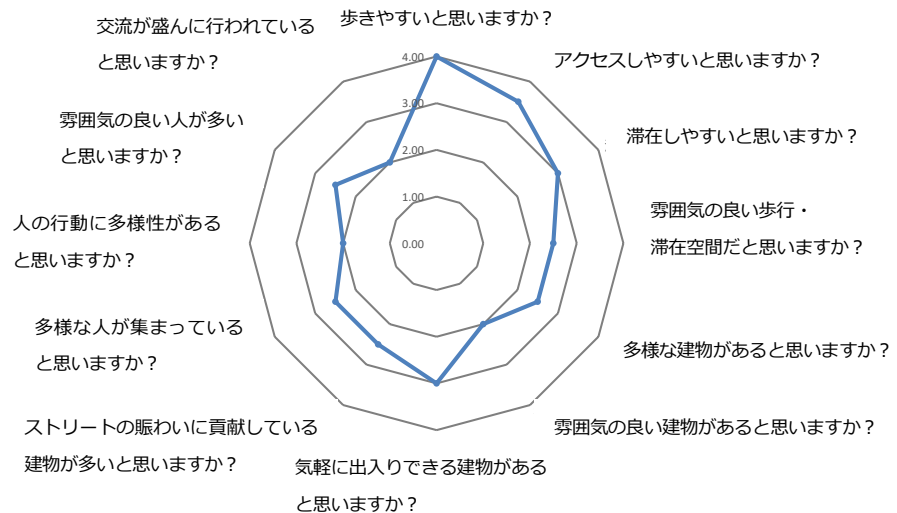 歩きやすいと思いますか？
アクセスしやすいと思いますか？
滞在しやすいと思いますか？
雰囲気の良い歩行・
滞在空間だと思いますか？
多様な建物があると思いますか？
雰囲気の良い建物があると思いますか？
気軽に出入りできる建物がある
と思いますか？
ストリートの賑わいに貢献している
建物が多いと思いますか？
多様な人が集まっている
と思いますか？
人の行動に多様性がある
と思いますか？
雰囲気の良い人が多い
と思いますか？
交流が盛んに行われている
と思いますか？
4.00
3.00
2.00
1.00
0.00